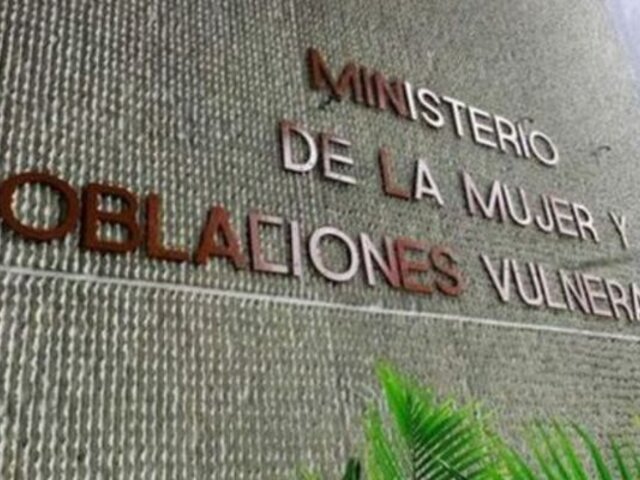 MINISTERIO
DE LA MUJER Y
OBLACIONES VULNERA